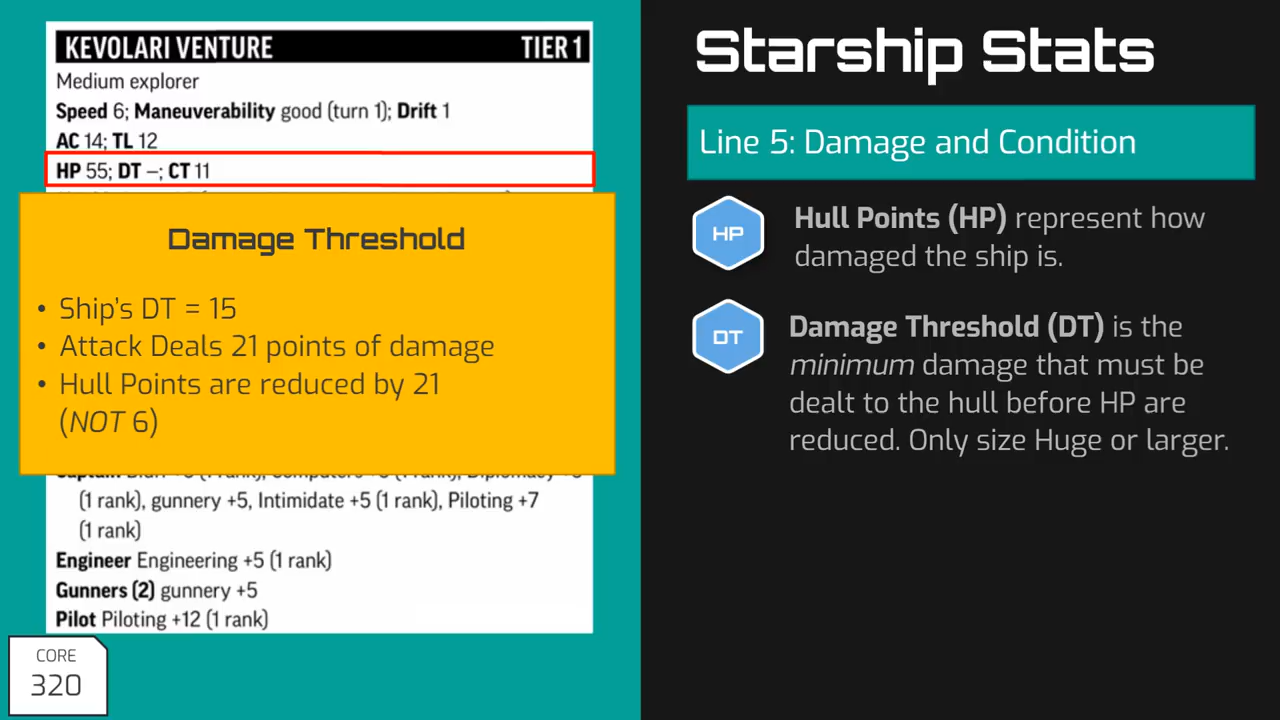 KEVOLARI VENTURE TIER 1
Medium explorer
Speed 6; Maneuverability good (turn 1); Drift 1
AC 14; TL 12
HP 55; DT –; CT 11
Damage Threshold
• Ship's DT = 15
• Attack Deals 21 points of damage
• Hull Points are reduced by 21
(NOT 6)
(1 rank), gunnery +5, Intimidate +5 (1 rank), Piloting +7
(1 rank)
Engineer Engineering +5 (1 rank)
Gunners (2) gunnery +5
Pilot Piloting +12 (1 rank)
CORE
320
Starship Stats
Line 5: Damage and Condition
HP
Hull Points (HP) represent how
damaged the ship is.
DT
Damage Threshold (DT) is the
minimum damage that must be
dealt to the hull before HP are
reduced. Only size Huge or larger.